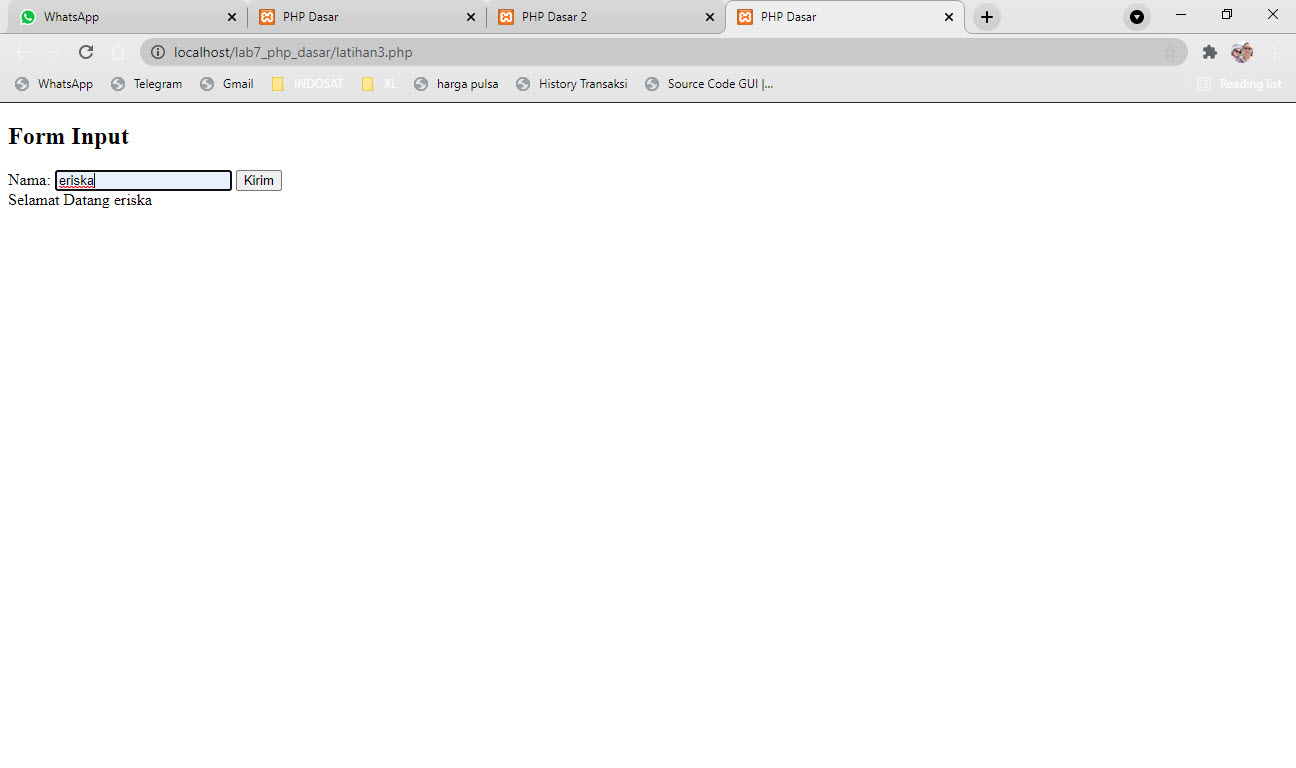 WhatsApp PHP Dasar PHP Dasar 2 PHP Dasar
localhost/lab7_php_dasar/latihan3.php
WhatsApp Telegram Gmail INDOSAT XL harga pulsa History Transaksi Source Code GUI |... Reading list
Form Input
Nama: eriska Kirim
Selamat Datang eriska